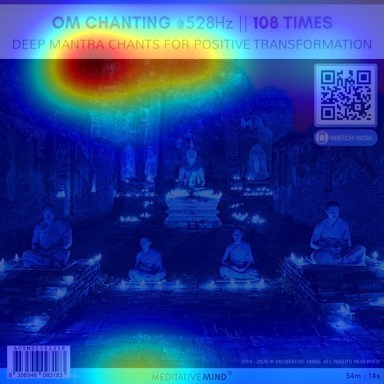 OM CHANTING @528Hz || 108 TIMES
DEEP MANTRA CHANTS FOR POSITIVE TRANSFORMATION
WATCH NOW
MEDITATIVE MIND
54m : 14s